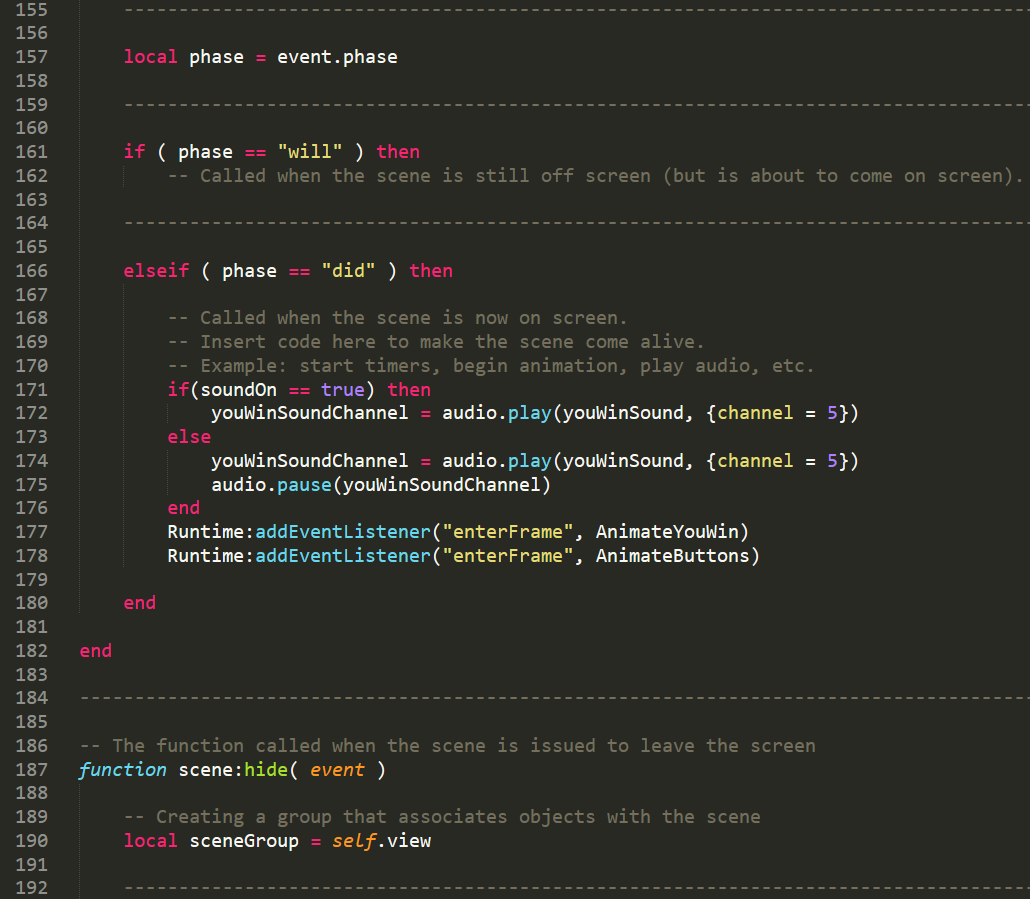 155     -----------------------------------------------------------------------------------
156
157     local phase = event.phase
158
159     -----------------------------------------------------------------------------------
160
161     if ( phase == "will" ) then
162         -- Called when the scene is still off screen (but is about to come on screen).
163
164     -----------------------------------------------------------------------------------
165
166     elseif ( phase == "did" ) then
167
168         -- Called when the scene is now on screen.
169         -- Insert code here to make the scene come alive.
170         -- Example: start timers, begin animation, play audio, etc.
171         if(soundOn == true) then
172             youWinSoundChannel = audio.play(youWinSound, {channel = 5})
173         else
174             youWinSoundChannel = audio.play(youWinSound, {channel = 5})
175             audio.pause(youWinSoundChannel)
176         end
177         Runtime:addEventListener("enterFrame", AnimateYouWin)
178         Runtime:addEventListener("enterFrame", AnimateButtons)
179
180     end
181
182 end
183
184 ---------------------------------------------------------------------------------------
185
186 -- The function called when the scene is issued to leave the screen
187 function scene:hide( event )
188
189     -- Creating a group that associates objects with the scene
190     local sceneGroup = self.view
191
192     -----------------------------------------------------------------------------------